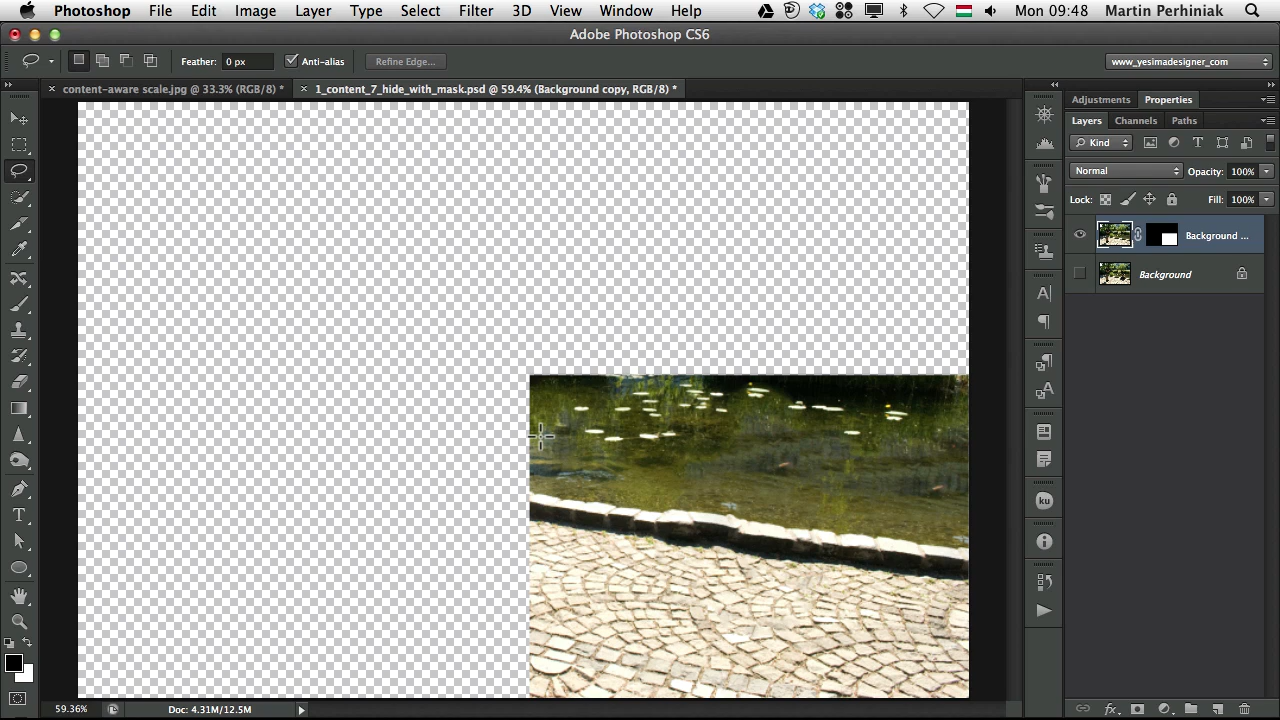 Photoshop File Edit Image Layer Type Select Filter 3D View Window Help Mon 09:48 Martin Perhiniak
Adobe Photoshop CS6
Feather: 0 px Anti-alias Refine Edge... www_yesimadesigner_com
content-aware scale.jpg @ 33.3% (RGB/8) * 1_content_7_hide_with_mask.psd @ 59.4% (Background copy, RGB/8) *
Adjustments Properties
Layers Channels Paths
Kind T
Normal Opacity: 100%
Lock: Fill: 100%
Background ...
Background
A
A
ku
T
fx
59.36% Doc: 4.31M/12.5M